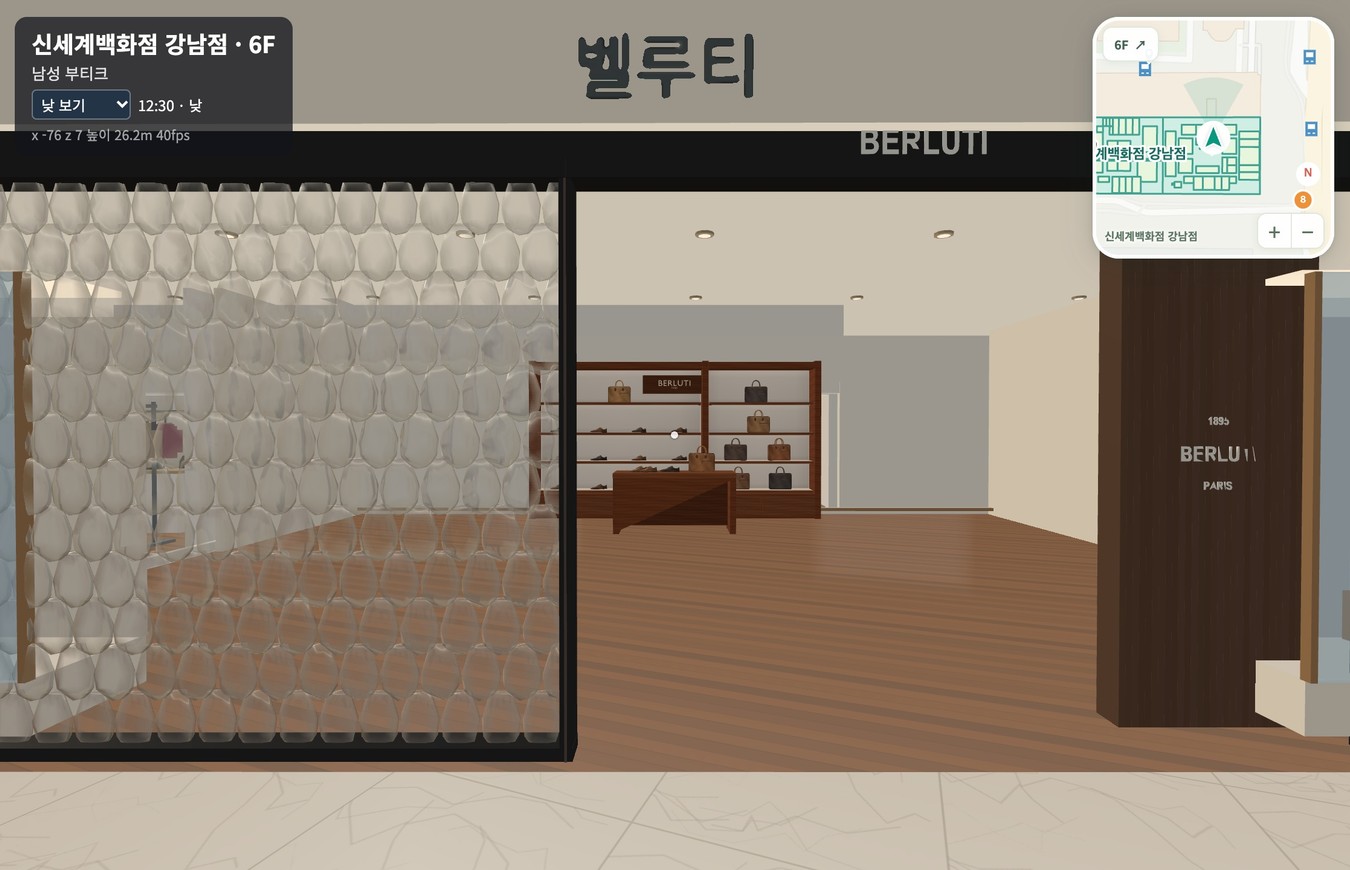 신세계백화점 강남점 · 6F
남성 부티크
낮 보기
12:30 · 낮
x -76 z 7 높이 26.2m 40fps
벨루티
BERLUTI
6F ↗
계백화점 강남점
N
8
신세계백화점 강남점
+ −
BERLUTI
1895
PARIS